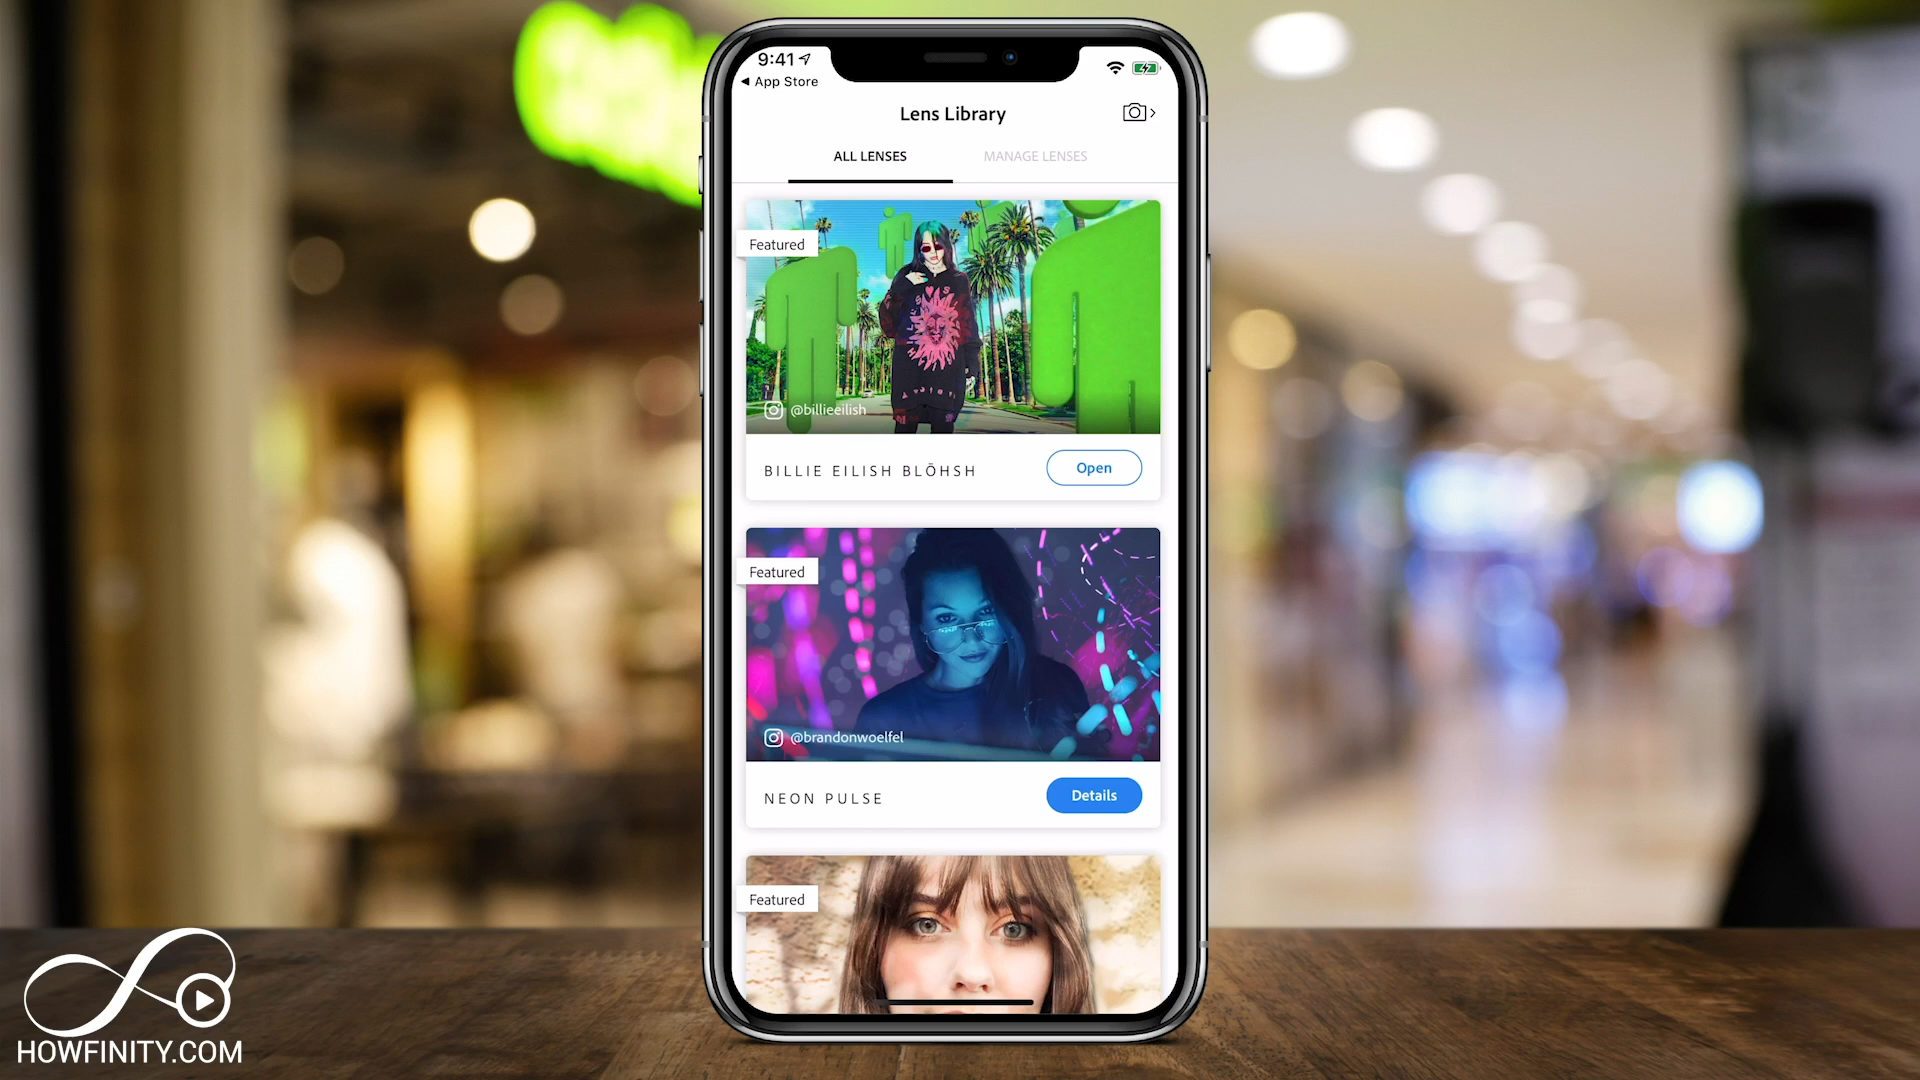 9:41
App Store
Lens Library
ALL LENSES
MANAGE LENSES
Featured
@billieeilish
BILLIE EILISH BLŌHSH
Open
Featured
@brandonwoelfel
NEON PULSE
Details
Featured
HOWFINITY.COM